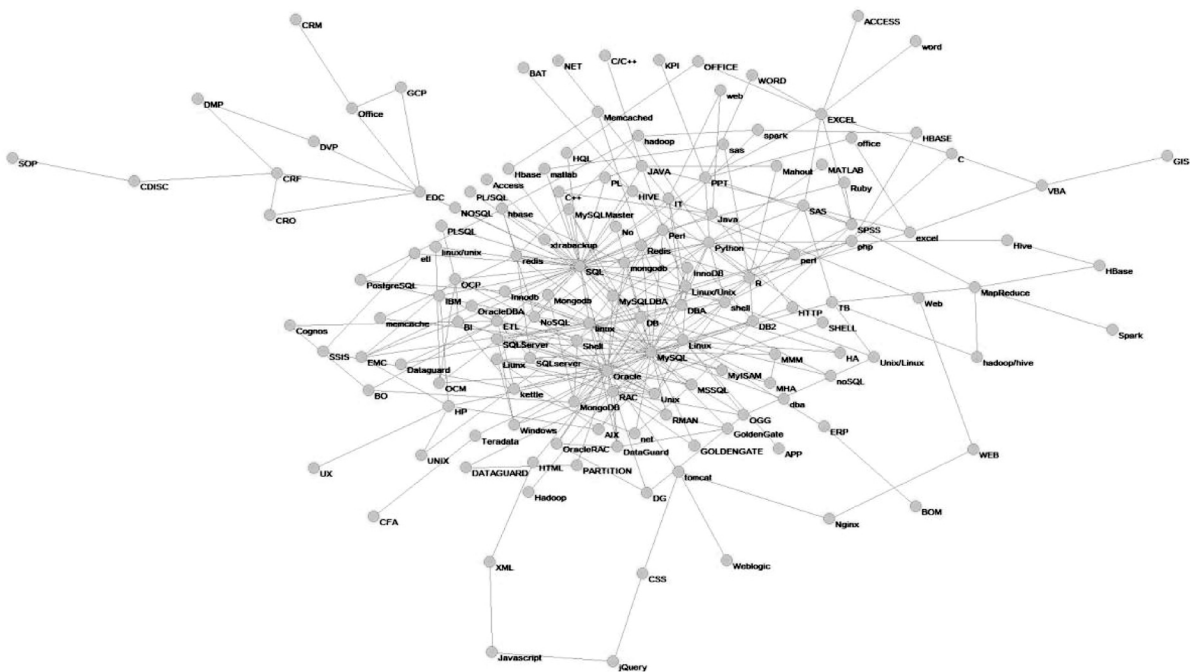 CRM
ACCESS
word
C/C++
KPI
OFFICE
NET
BAT
WORD
GCP
web
DMP
Office
Memcached
EXCEL
spark
HBASE
DVP
hadoop
office
sas
SOP
HQL
C
GIS
Hbase
matlab
JAVA
Mahout
MATLAB
CDISC
CRF
PPT
Ruby
VBA
Access
PL
EDC
PL/SQL
C++
HIVE
IT
NOSQL
hbase
MySQLMaster
Java
SAS
CRO
PLSQL
No
Perl
SPSS
excel
linux/unix
xtrabackup
Redis
Python
php
Hive
etl
redis
SQL
mongodb
perl
HBase
InnoDB
PostgreSQL
OCP
R
MapReduce
Innodb
Mongodb
MySQLDBA
Linux/Unix
IBM
OracleDBA
DBA
shell
HTTP
TB
Web
memcache
NoSQL
linux
DB
DB2
SHELL
Spark
Cognos
BI
ETL
SSIS
EMC
SQLServer
Shell
MySQL
Linux
HA
Unix/Linux
hadoop/hive
Dataguard
Liunx
SQLserver
MMM
Oracle
MyISAM
noSQL
BO
OCM
kettle
RAC
Unix
MSSQL
MHA
HP
MongoDB
dba
RMAN
OGG
Windows
AIX
net
GoldenGate
ERP
Teradata
OracleRAC
DataGuard
GOLDENGATE
APP
UX
UNiX
WEB
DATAGUARD
HTML
PARTITION
tomcat
Hadoop
DG
CFA
Nginx
BOM
XML
CSS
Weblogic
Javascript
jQuery